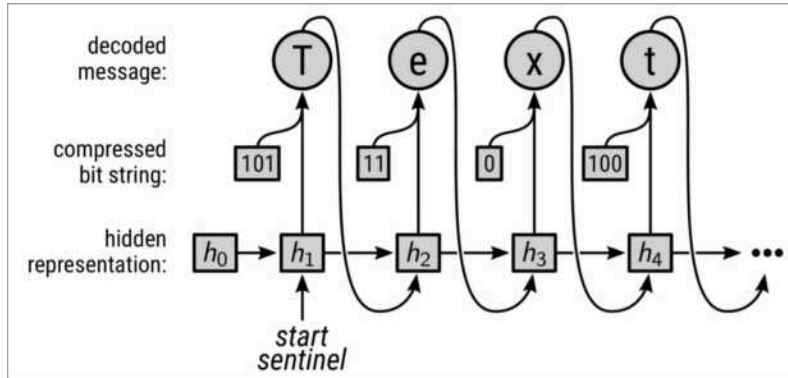 decoded
message:
T e x t
compressed
bit string:
101 11 0 100
hidden
representation:
h0 h1 h2 h3 h4 •••
start
sentinel